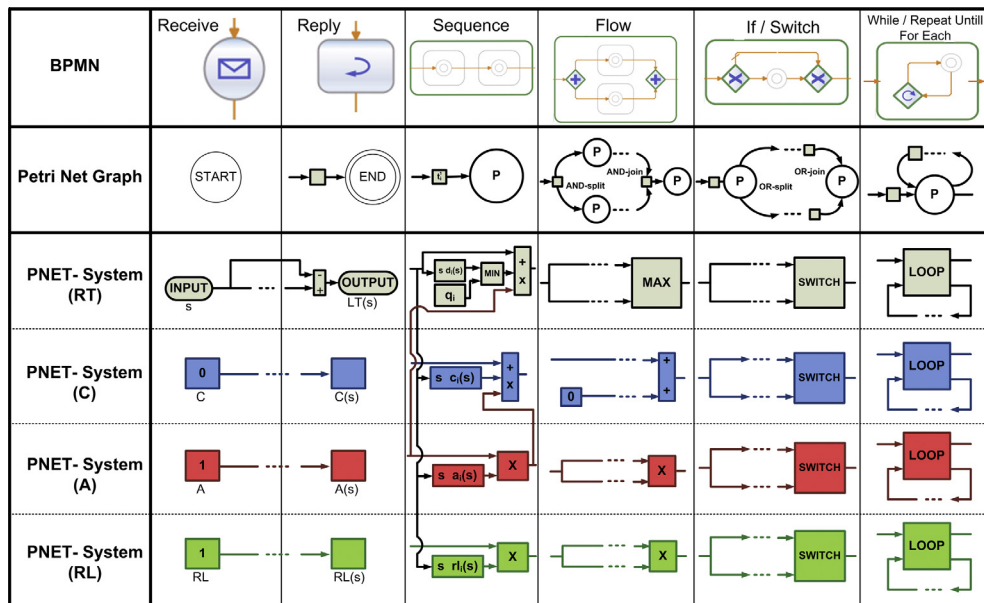 BPMN
Receive
Reply
Sequence
Flow
If / Switch
While / Repeat Untill
For Each
Petri Net Graph
START
END
tᵢ
P
P
AND-join
AND-split
P
P
P
OR-join
OR-split
P
P
PNET- System
(RT)
INPUT
s
-
+
OUTPUT
LT(s)
s dᵢ(s)
MIN
qᵢ
+
x
MAX
SWITCH
LOOP
PNET- System
(C)
0
C
C(s)
s cᵢ(s)
+
x
0
+
+
SWITCH
LOOP
PNET- System
(A)
1
A
A(s)
s aᵢ(s)
X
X
SWITCH
LOOP
PNET- System
(RL)
1
RL
RL(s)
s rlᵢ(s)
X
X
SWITCH
LOOP